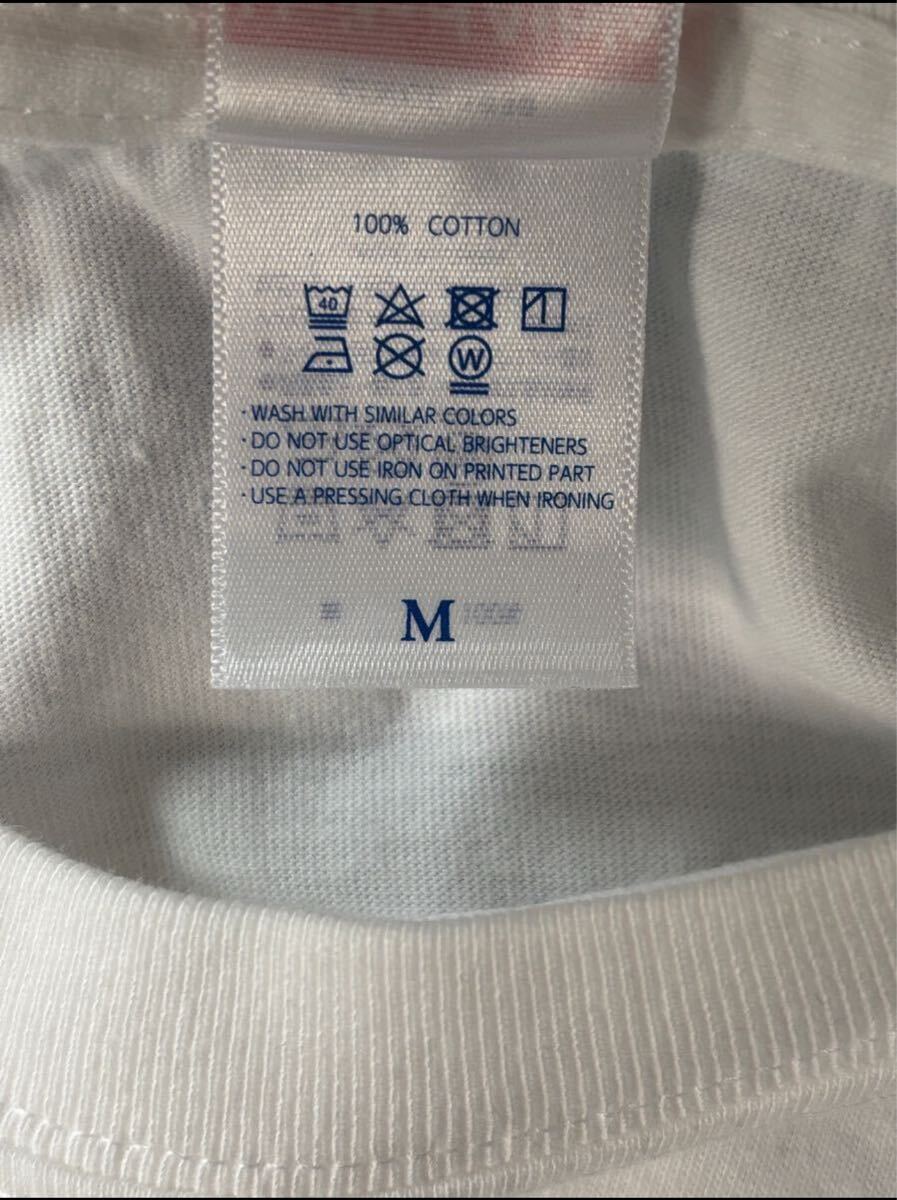 100% COTTON
40
W
· WASH WITH SIMILAR COLORS
· DO NOT USE OPTICAL BRIGHTENERS
· DO NOT USE IRON ON PRINTED PART
· USE A PRESSING CLOTH WHEN IRONING
M